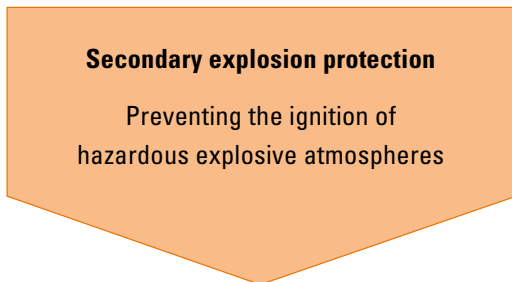 Secondary explosion protection
Preventing the ignition of
hazardous explosive atmospheres